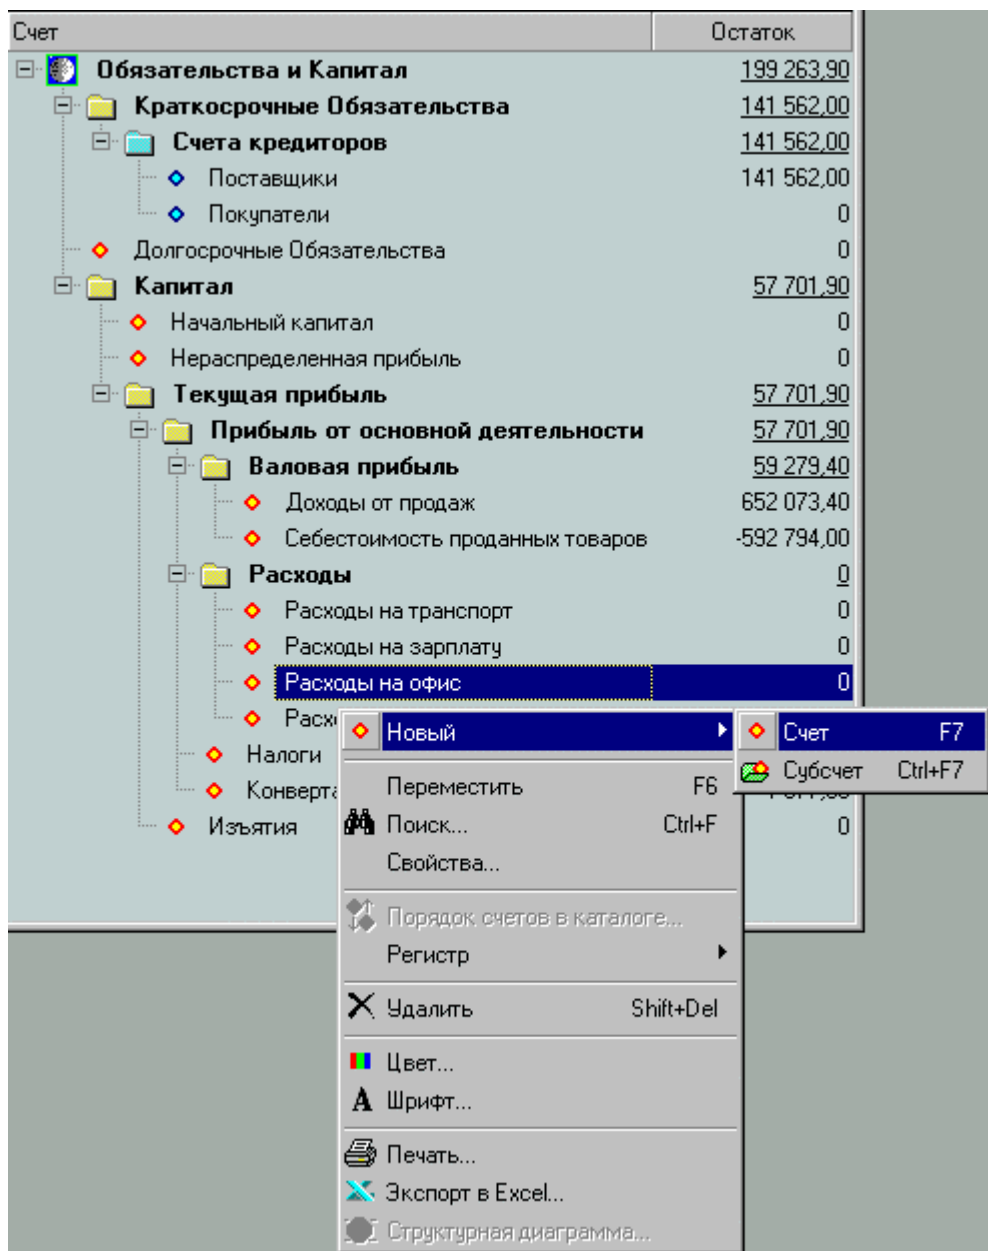 Счет Остаток
Обязательства и Капитал 199 263,90
Краткосрочные Обязательства 141 562,00
Счета кредиторов 141 562,00
Поставщики 141 562,00
Покупатели 0
Долгосрочные Обязательства 0
Капитал 57 701,90
Начальный капитал 0
Нераспределенная прибыль 0
Текущая прибыль 57 701,90
Прибыль от основной деятельности 57 701,90
Валовая прибыль 59 279,40
Доходы от продаж 652 073,40
Себестоимость проданных товаров -592 794,00
Расходы 0
Расходы на транспорт 0
Расходы на зарплату 0
Расходы на офис 0
Налоги
Изъятия 0
Новый
Счет F7
Субсчет Ctrl+F7
Переместить F6
Поиск... Ctrl+F
Свойства...
Порядок счетов в каталоге...
Регистр
Удалить Shift+Del
Цвет...
Шрифт...
Печать...
Экспорт в Excel...
Структурная диаграмма...